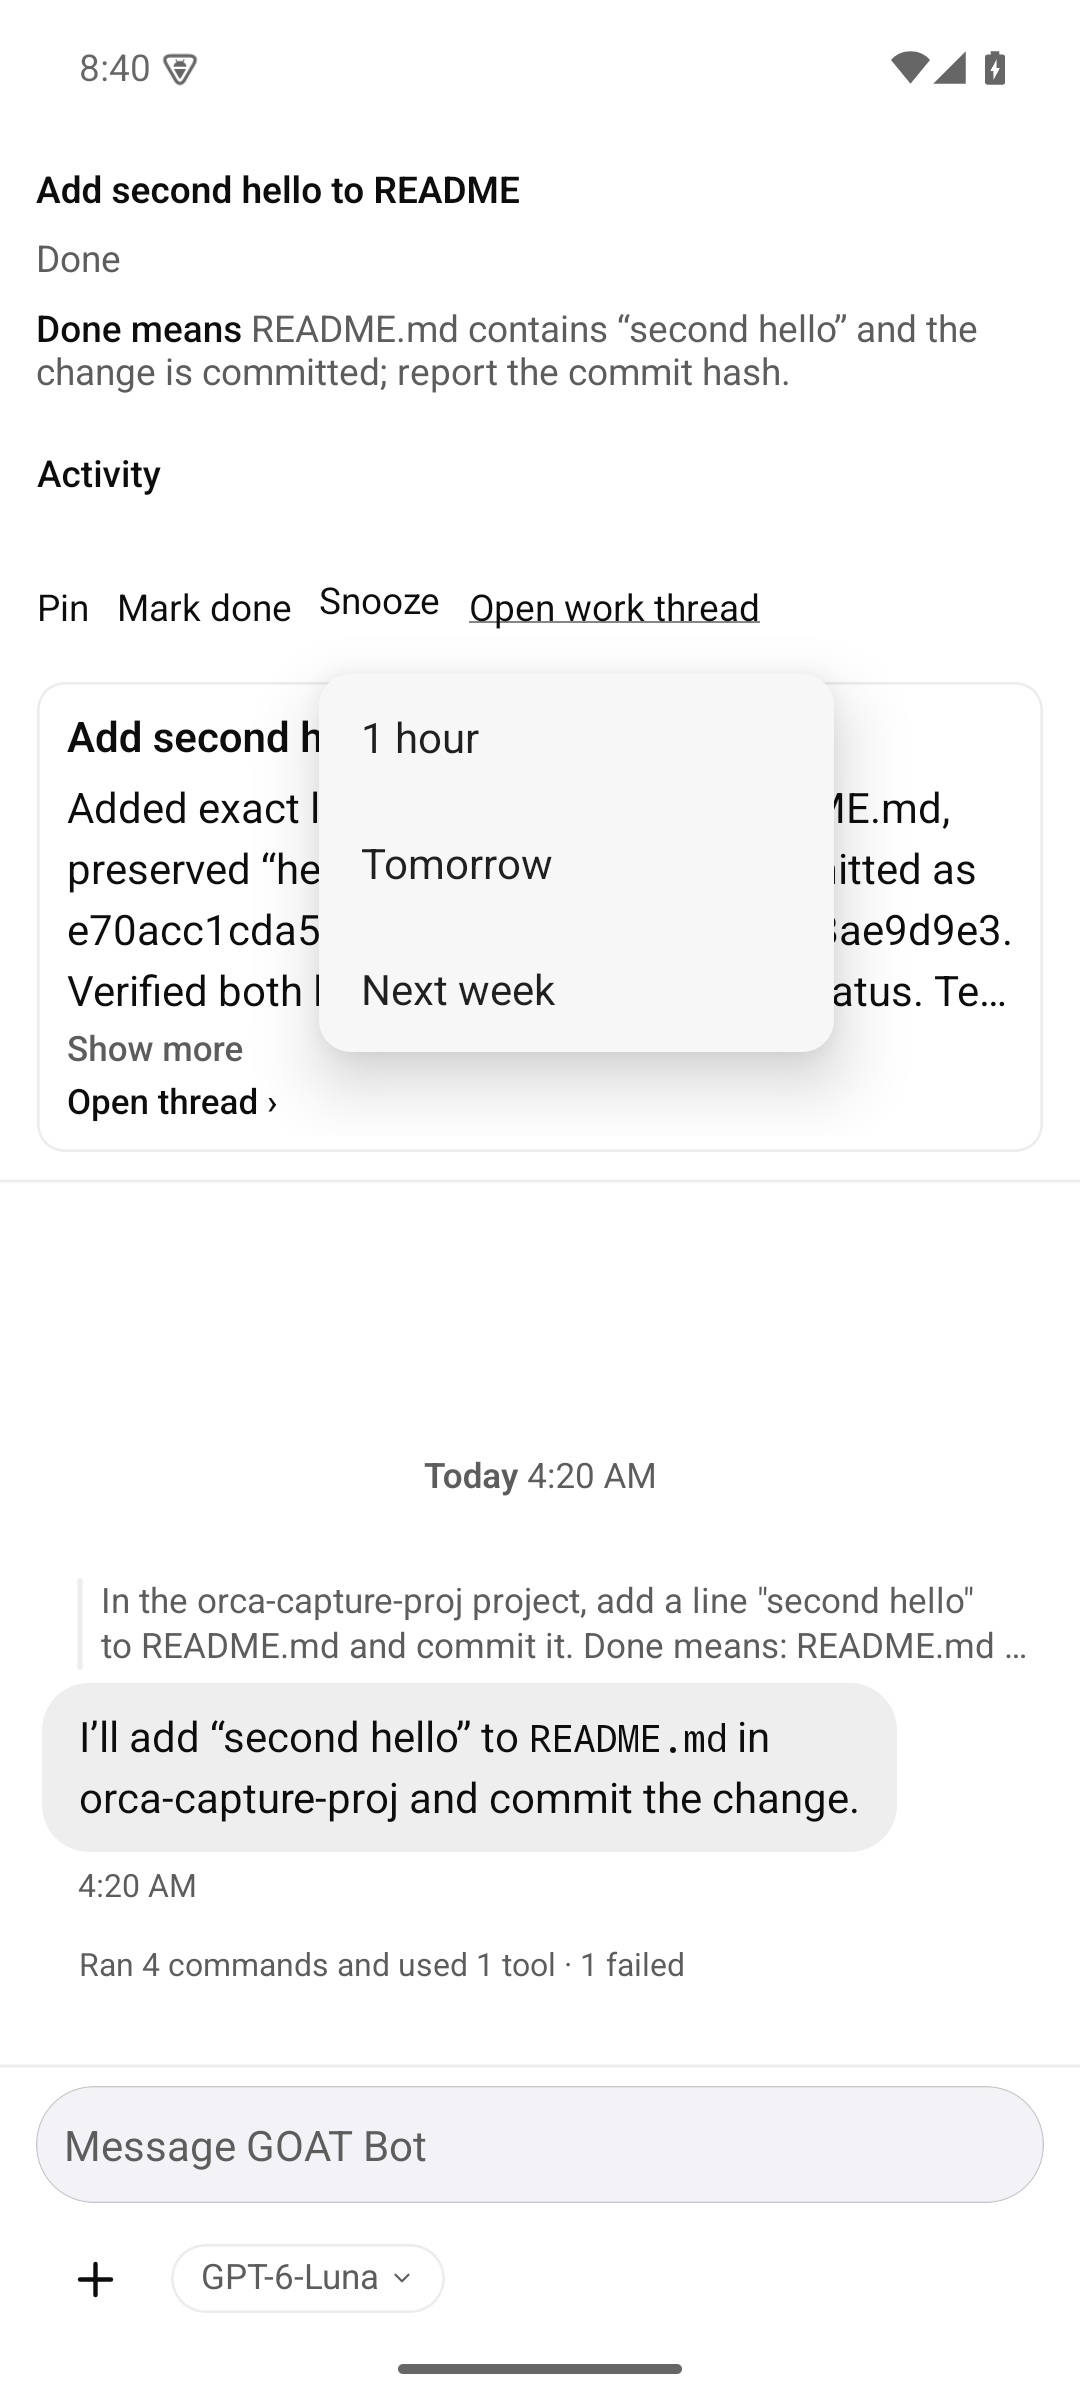 8:40
Add second hello to README
Done
Done means README.md contains “second hello” and the
change is committed; report the commit hash.
Activity
Pin Mark done Snooze Open work thread
1 hour
Tomorrow
Next week
Add second
Added exact ME.md,
preserved “he itted as
e70acc1cda5 ae9d9e3.
Verified both atus. Te…
Show more
Open thread ›
Today 4:20 AM
In the orca-capture-proj project, add a line "second hello"
to README.md and commit it. Done means: README.md …
I’ll add “second hello” to README.md in
orca-capture-proj and commit the change.
4:20 AM
Ran 4 commands and used 1 tool · 1 failed
Message GOAT Bot
GPT-6-Luna